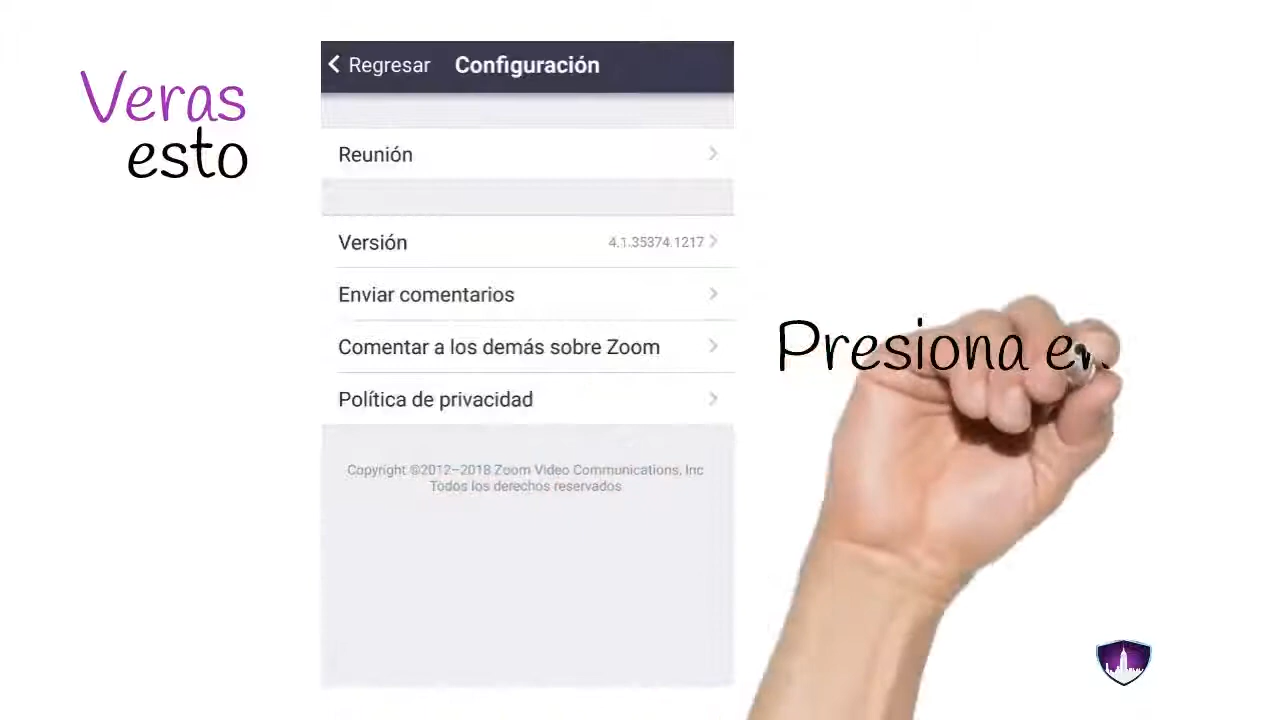 Veras
esto
Regresar Configuración
Reunión
Versión 4.1.35374.1217
Enviar comentarios
Comentar a los demás sobre Zoom
Política de privacidad
Copyright ©2012–2018 Zoom Video Communications, Inc
Todos los derechos reservados
Presiona en